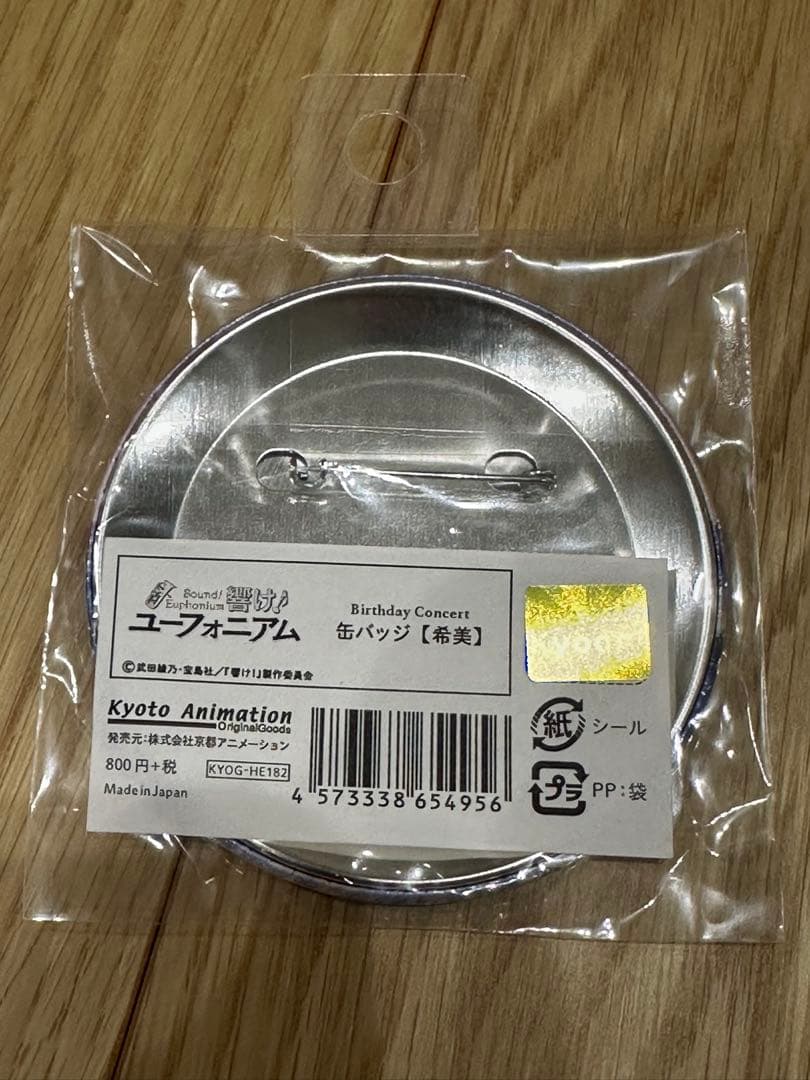 Sound!
Euphonium 響け!
ユーフォニアム
Birthday Concert
缶バッジ【希美】
©武田綾乃・宝島社/『響け!』製作委員会
Kyoto Animation
OriginalGoods
発売元:株式会社京都アニメーション
800円+税
KYOG-HE182
Made in Japan
4 573338 654956
紙 シール
プラ PP:袋